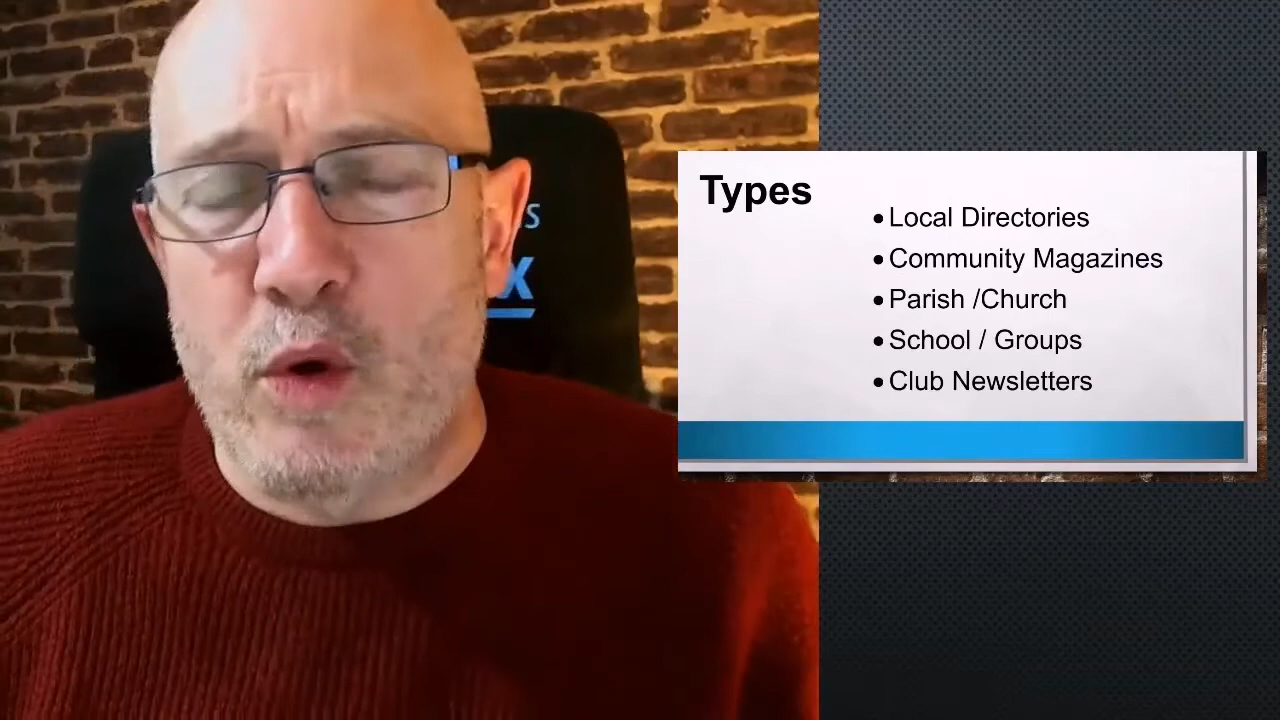 Types
• Local Directories
• Community Magazines
• Parish /Church
• School / Groups
• Club Newsletters